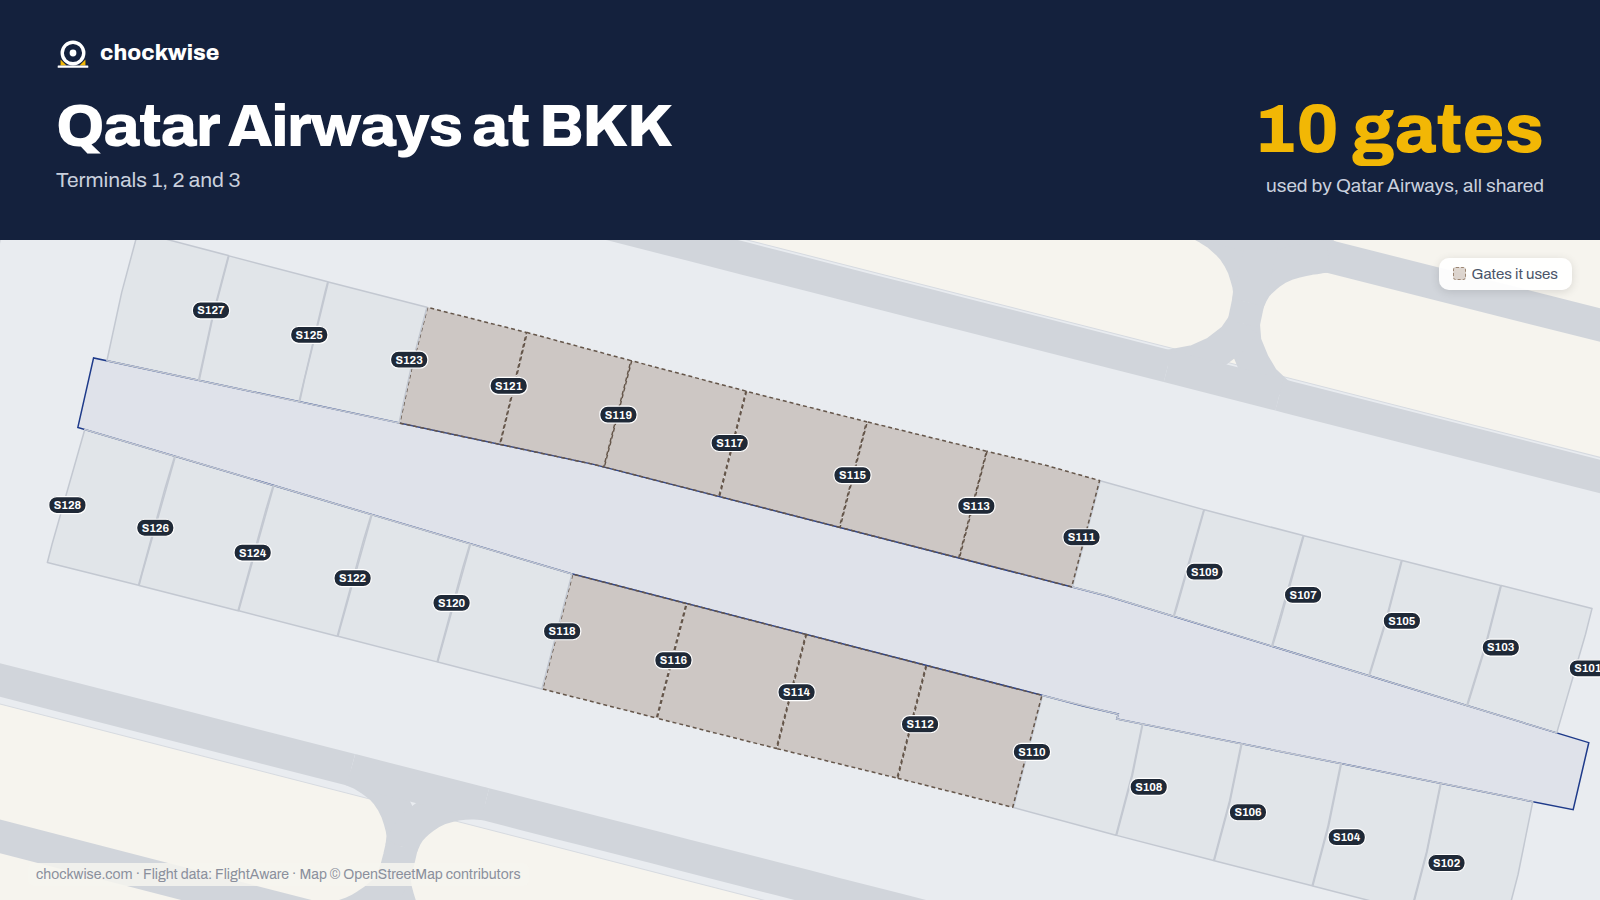 chockwise
Qatar Airways at BKK
Terminals 1, 2 and 3
10 gates
used by Qatar Airways, all shared
Gates it uses
S127
S125
S123
S121
S119
S117
S115
S113
S111
S109
S107
S105
S103
S101
S128
S126
S124
S122
S120
S118
S116
S114
S112
S110
S108
S106
S104
S102
chockwise.com · Flight data: FlightAware · Map © OpenStreetMap contributors